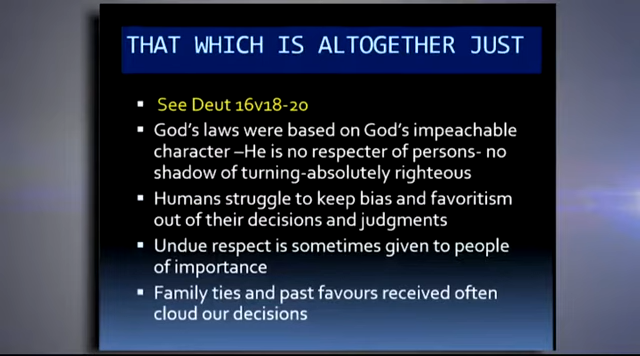 THAT WHICH IS ALTOGETHER JUST
▪ See Deut 16v18-20
▪ God's laws were based on God's impeachable
character –He is no respecter of persons- no
shadow of turning-absolutely righteous
▪ Humans struggle to keep bias and favoritism
out of their decisions and judgments
▪ Undue respect is sometimes given to people
of importance
▪ Family ties and past favours received often
cloud our decisions